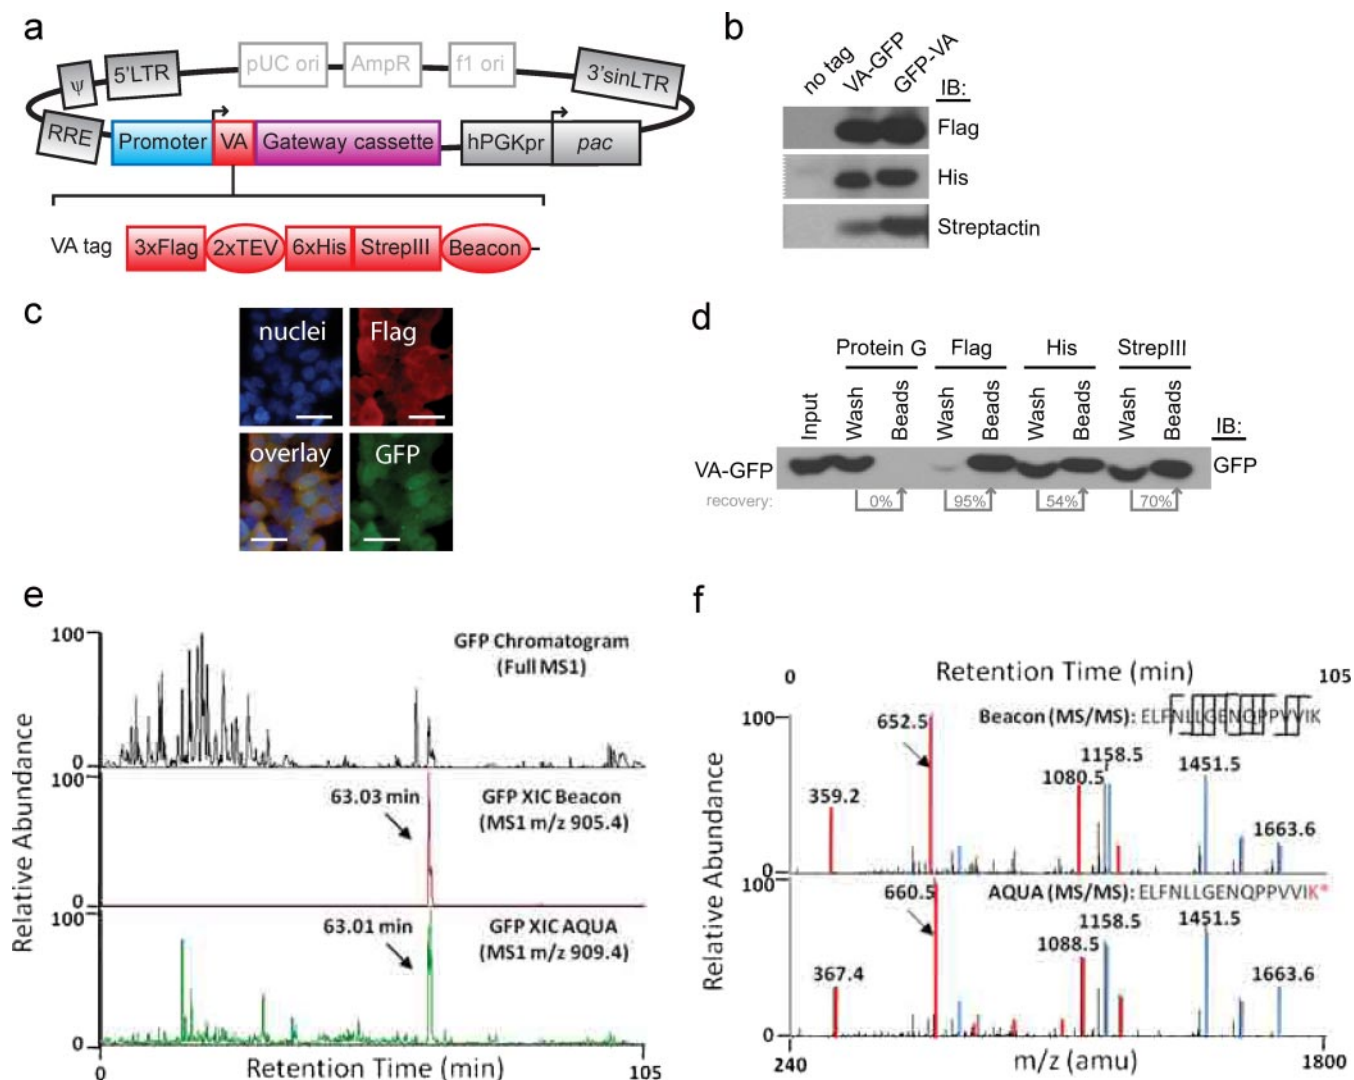 a
ψ
5'LTR
pUC ori
AmpR
f1 ori
3'sinLTR
RRE
Promoter
VA
Gateway cassette
hPGKpr
pac
VA tag
3xFlag
2xTEV
6xHis
StrepIII
Beacon
b
no tag
VA-GFP
GFP-VA
IB:
Flag
His
Streptactin
c
nuclei
Flag
overlay
GFP
d
Protein G
Flag
His
StrepIII
Input
Wash
Beads
Wash
Beads
Wash
Beads
Wash
Beads
IB:
VA-GFP
GFP
recovery:
0%
95%
54%
70%
e
Relative Abundance
100
0
GFP Chromatogram
(Full MS1)
100
0
63.03 min
GFP XIC Beacon
(MS1 m/z 905.4)
100
0
63.01 min
GFP XIC AQUA
(MS1 m/z 909.4)
0
Retention Time (min)
105
f
0
Retention Time (min)
105
Relative Abundance
100
0
Beacon (MS/MS): ELFNLLGENQPPVVIK
359.2
652.5
1080.5
1158.5
1451.5
1663.6
100
0
AQUA (MS/MS): ELFNLLGENQPPVVIK*
367.4
660.5
1088.5
1158.5
1451.5
1663.6
240
m/z (amu)
1800